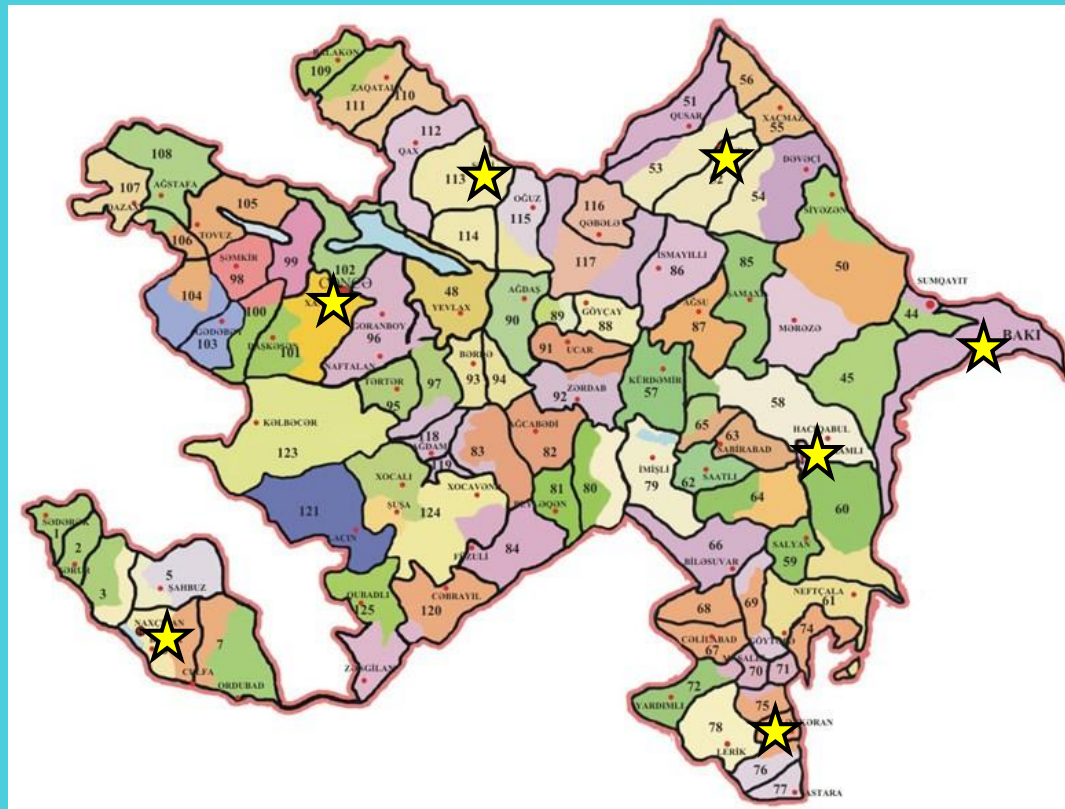 BALAKƏN
109
ZAQATALA
110
111
56
51
QUSAR
XAÇMAZ
55
112
QAX
108
113
53
54
DƏVƏÇİ
107
AĞSTAFA
QAZAX
105
OĞUZ
115
116
QƏBƏLƏ
SİYƏZƏN
106
TOVUZ
99
102
114
117
İSMAYILLI
86
85
50
ŞƏMKİR
98
SUMQAYIT
104
100
48
YEVLAX
AĞDAŞ
90
89
GÖYÇAY
88
AĞSU
87
ŞAMAXI
MƏRƏZƏ
44
GƏDƏBƏY
103
DAŞKƏSƏN
101
GORANBOY
96
NAFTALAN
91
UCAR
BAKI
BƏRDƏ
93
94
TƏRTƏR
95
97
ZƏRDAB
92
KÜRDƏMİR
57
45
58
KƏLBƏCƏR
123
118
AĞDAM
119
83
AĞCABƏDİ
82
65
63
SABİRABAD
HACIQABUL
İMİŞLİ
79
62
SAATLI
XOCALI
ŞUŞA
XOCAVƏND
124
81
80
BEYLƏQƏN
64
60
121
LAÇIN
SƏDƏRƏK
1
2
ŞƏRUR
3
5
ŞAHBUZ
FÜZULİ
84
66
BİLƏSUVAR
SALYAN
59
QUBADLI
125
CƏBRAYIL
120
68
69
NEFTÇALA
61
NAXÇIVAN
7
CƏLİLABAD
67
GÖYTƏPƏ
74
ZƏNGİLAN
MASALLI
70
71
CULFA
ORDUBAD
72
YARDIMLI
75
78
LERİK
76
77
ASTARA